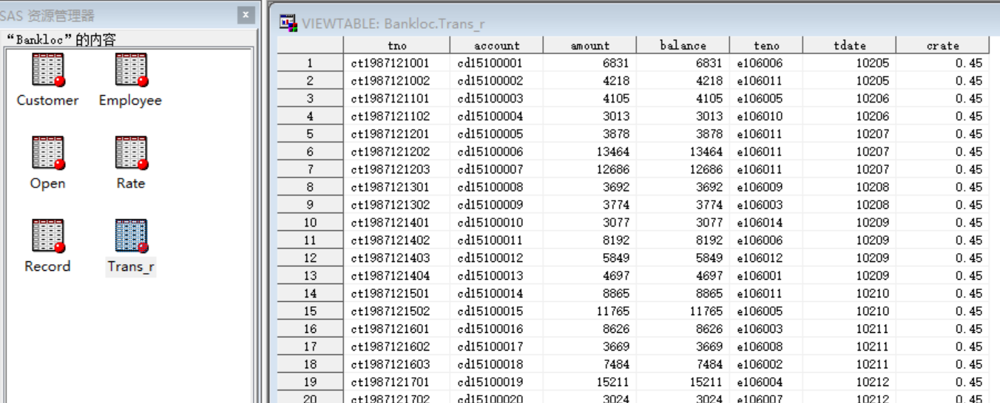 SAS 资源管理器
“Bankloc”的内容
Customer Employee
Open Rate
Record Trans_r
VIEWTABLE: Bankloc.Trans_r
tno account amount balance teno tdate crate
1 ct1987121001 cd15100001 6831 6831 e106006 10205 0.45
2 ct1987121002 cd15100002 4218 4218 e106011 10205 0.45
3 ct1987121101 cd15100003 4105 4105 e106005 10206 0.45
4 ct1987121102 cd15100004 3013 3013 e106010 10206 0.45
5 ct1987121201 cd15100005 3878 3878 e106011 10207 0.45
6 ct1987121202 cd15100006 13464 13464 e106011 10207 0.45
7 ct1987121203 cd15100007 12686 12686 e106011 10207 0.45
8 ct1987121301 cd15100008 3692 3692 e106009 10208 0.45
9 ct1987121302 cd15100009 3774 3774 e106003 10208 0.45
10 ct1987121401 cd15100010 3077 3077 e106014 10209 0.45
11 ct1987121402 cd15100011 8192 8192 e106006 10209 0.45
12 ct1987121403 cd15100012 5849 5849 e106012 10209 0.45
13 ct1987121404 cd15100013 4697 4697 e106001 10209 0.45
14 ct1987121501 cd15100014 8865 8865 e106011 10210 0.45
15 ct1987121502 cd15100015 11765 11765 e106005 10210 0.45
16 ct1987121601 cd15100016 8626 8626 e106003 10211 0.45
17 ct1987121602 cd15100017 3669 3669 e106008 10211 0.45
18 ct1987121603 cd15100018 7484 7484 e106002 10211 0.45
19 ct1987121701 cd15100019 15211 15211 e106004 10212 0.45
20 ct1987121702 cd15100020 3024 3024 e106007 10212 0.45